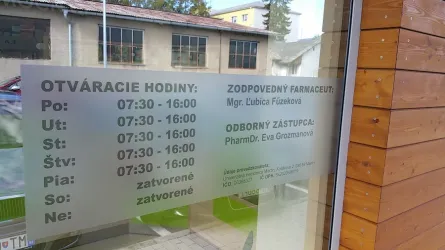 OTVÁRACIE HODINY:
Po: 07:30 - 16:00
Ut: 07:30 - 16:00
St: 07:30 - 16:00
Štv: 07:30 - 16:00
Pia: 07:30 - 16:00
So: zatvorené
Ne: zatvorené
ZODPOVEDNÝ FARMACEUT:
Mgr. Ľubica Fúzeková
ODBORNÝ ZÁSTUPCA:
PharmDr. Eva Grozmanová